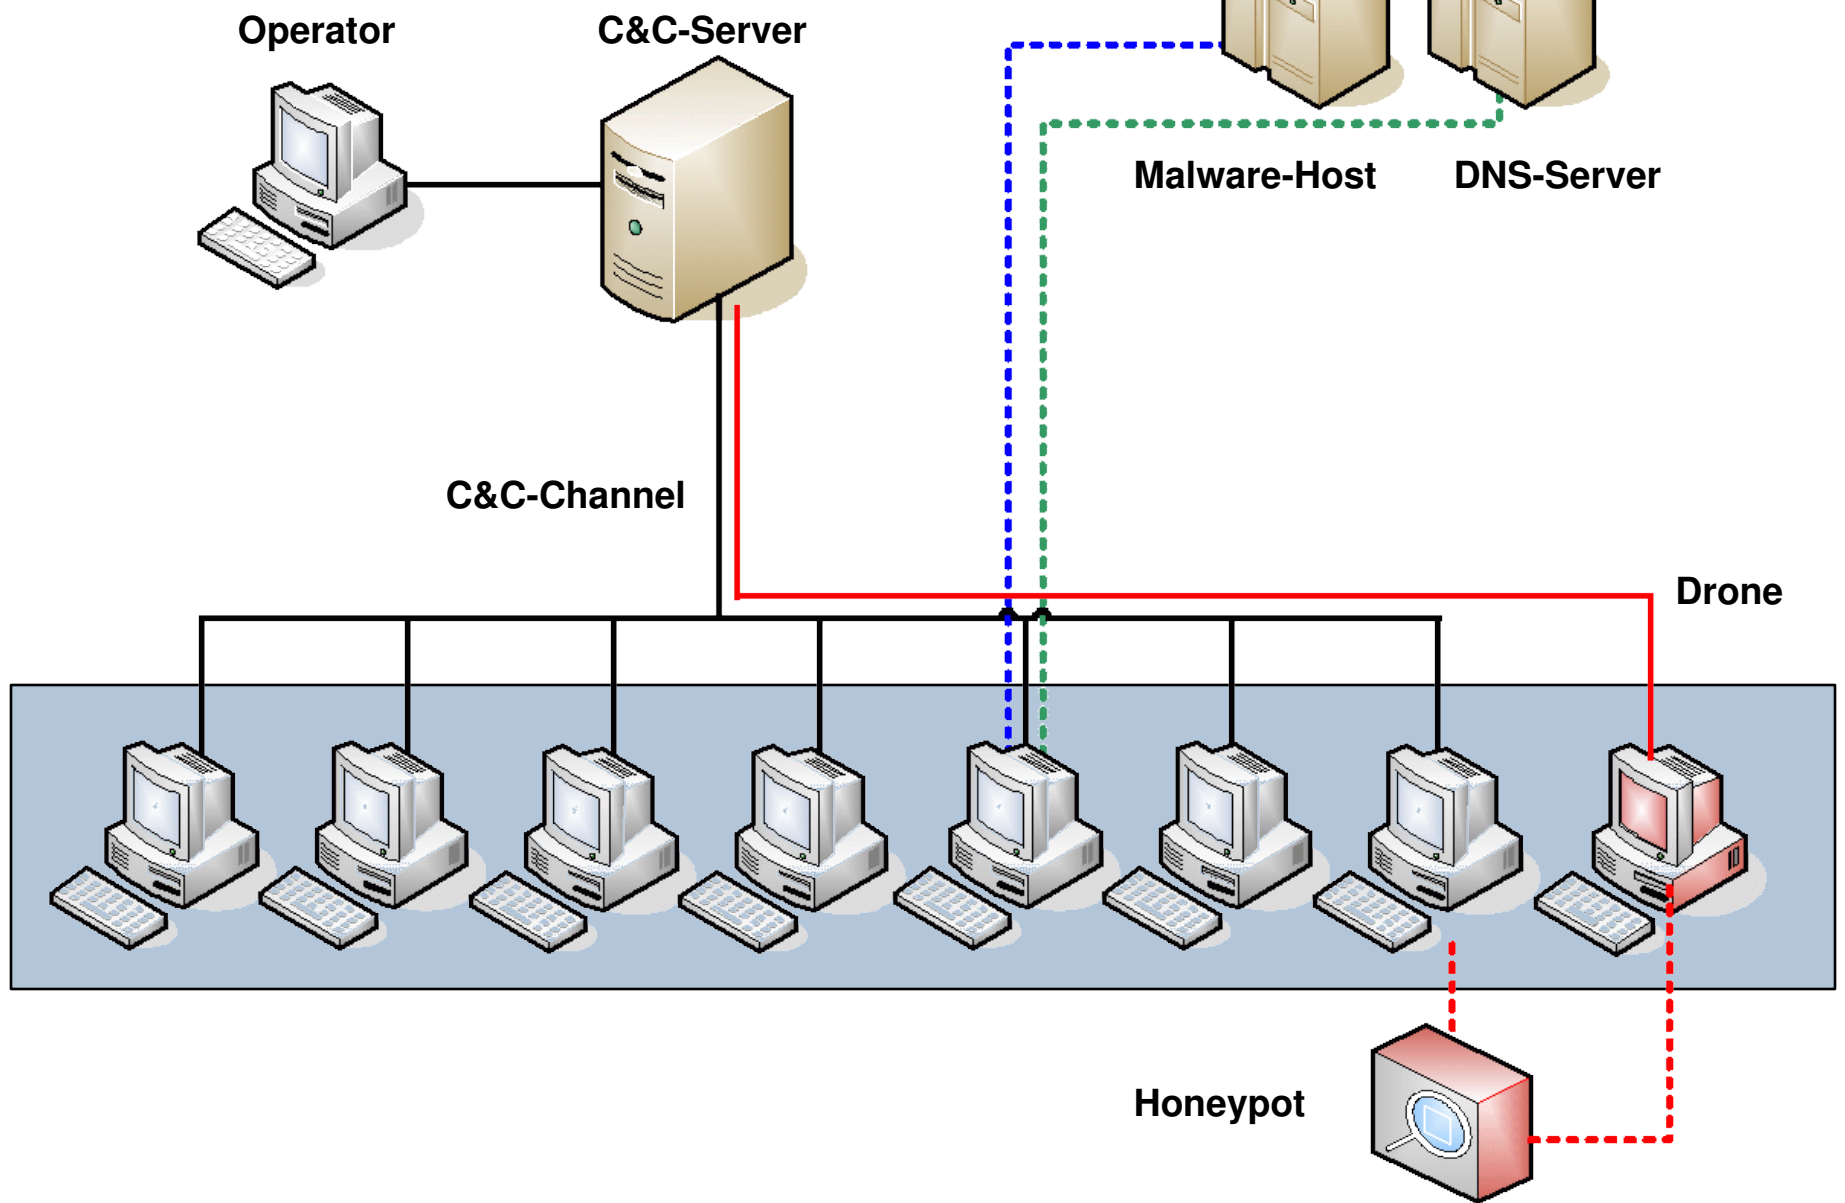 Operator
C&C-Server
Malware-Host
DNS-Server
C&C-Channel
Drone
Honeypot